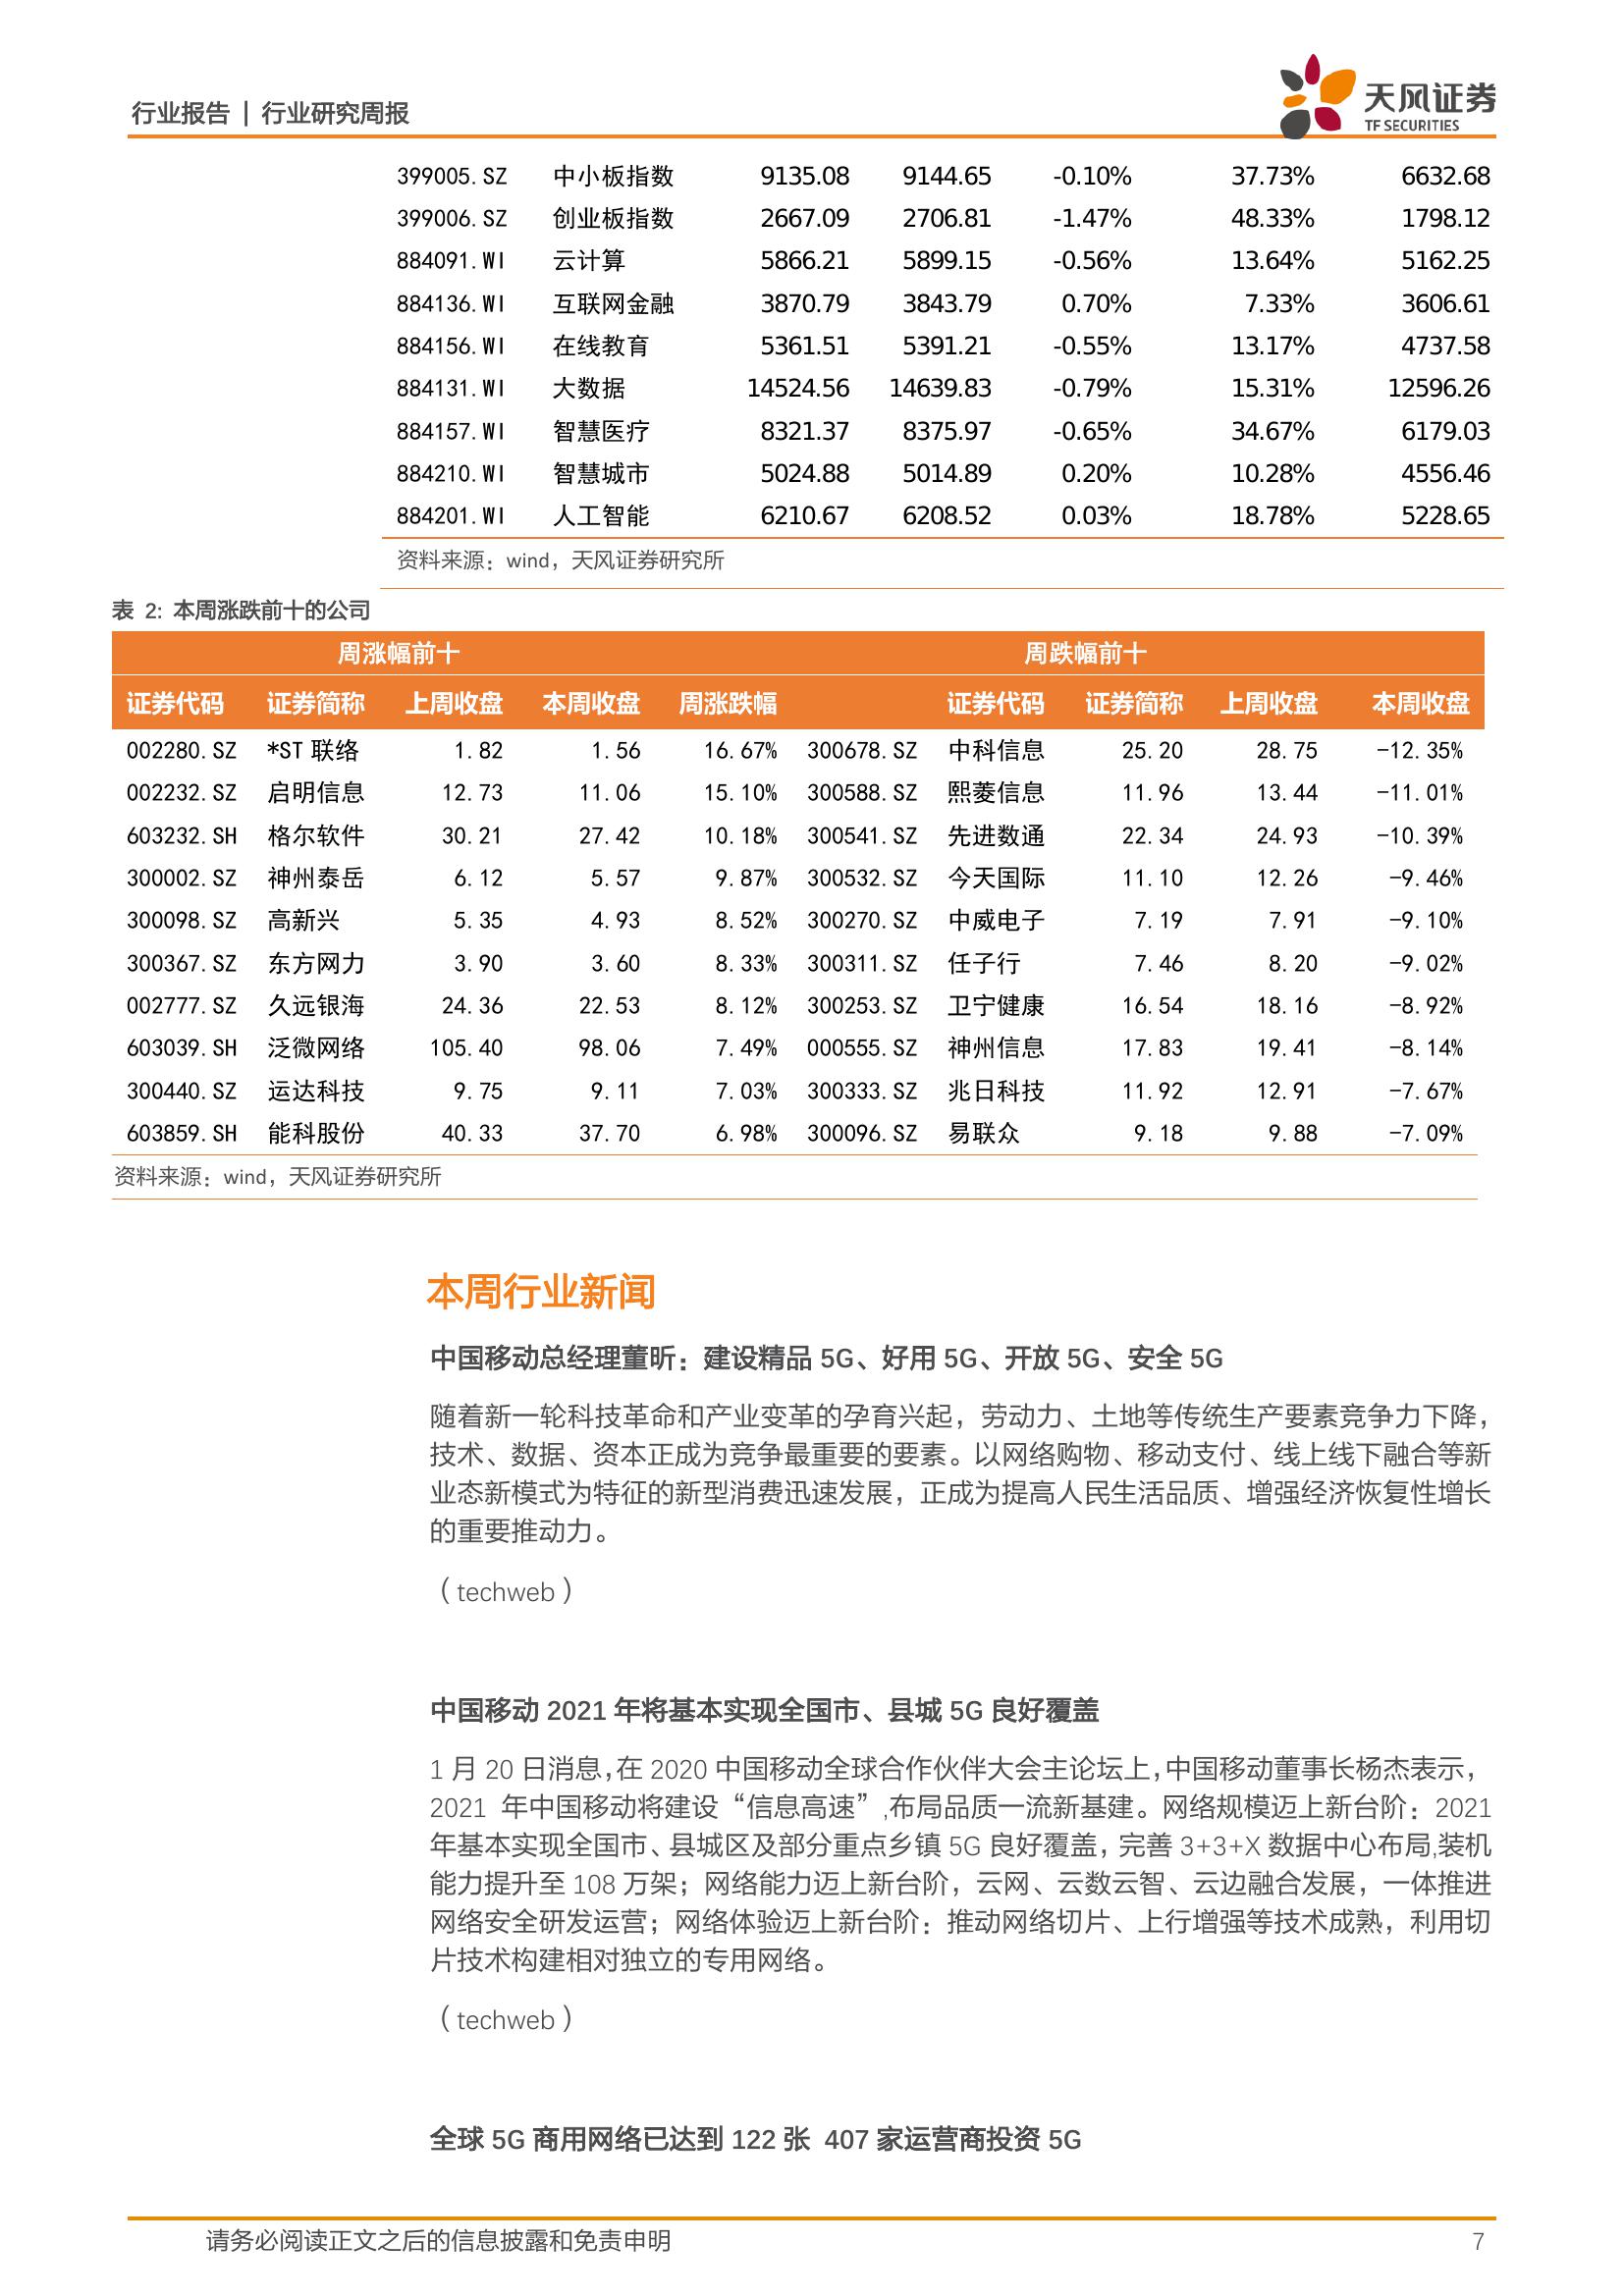 行业报告 | 行业研究周报
天风证券
TF SECURITIES
399005.SZ 中小板指数 9135.08 9144.65 -0.10% 37.73% 6632.68
399006.SZ 创业板指数 2667.09 2706.81 -1.47% 48.33% 1798.12
884091.WI 云计算 5866.21 5899.15 -0.56% 13.64% 5162.25
884136.WI 互联网金融 3870.79 3843.79 0.70% 7.33% 3606.61
884156.WI 在线教育 5361.51 5391.21 -0.55% 13.17% 4737.58
884131.WI 大数据 14524.56 14639.83 -0.79% 15.31% 12596.26
884157.WI 智慧医疗 8321.37 8375.97 -0.65% 34.67% 6179.03
884210.WI 智慧城市 5024.88 5014.89 0.20% 10.28% 4556.46
884201.WI 人工智能 6210.67 6208.52 0.03% 18.78% 5228.65
资料来源：wind，天风证券研究所
表 2: 本周涨跌前十的公司
周涨幅前十 周跌幅前十
证券代码 证券简称 上周收盘 本周收盘 周涨跌幅 证券代码 证券简称 上周收盘 本周收盘
002280.SZ *ST 联络 1.82 1.56 16.67% 300678.SZ 中科信息 25.20 28.75 -12.35%
002232.SZ 启明信息 12.73 11.06 15.10% 300588.SZ 熙菱信息 11.96 13.44 -11.01%
603232.SH 格尔软件 30.21 27.42 10.18% 300541.SZ 先进数通 22.34 24.93 -10.39%
300002.SZ 神州泰岳 6.12 5.57 9.87% 300532.SZ 今天国际 11.10 12.26 -9.46%
300098.SZ 高新兴 5.35 4.93 8.52% 300270.SZ 中威电子 7.19 7.91 -9.10%
300367.SZ 东方网力 3.90 3.60 8.33% 300311.SZ 任子行 7.46 8.20 -9.02%
002777.SZ 久远银海 24.36 22.53 8.12% 300253.SZ 卫宁健康 16.54 18.16 -8.92%
603039.SH 泛微网络 105.40 98.06 7.49% 000555.SZ 神州信息 17.83 19.41 -8.14%
300440.SZ 运达科技 9.75 9.11 7.03% 300333.SZ 兆日科技 11.92 12.91 -7.67%
603859.SH 能科股份 40.33 37.70 6.98% 300096.SZ 易联众 9.18 9.88 -7.09%
资料来源：wind，天风证券研究所
本周行业新闻
中国移动总经理董昕：建设精品 5G、好用 5G、开放 5G、安全 5G
随着新一轮科技革命和产业变革的孕育兴起，劳动力、土地等传统生产要素竞争力下降，
技术、数据、资本正成为竞争最重要的要素。以网络购物、移动支付、线上线下融合等新
业态新模式为特征的新型消费迅速发展，正成为提高人民生活品质、增强经济恢复性增长
的重要推动力。
（techweb）
中国移动 2021 年将基本实现全国市、县城 5G 良好覆盖
1 月 20 日消息，在 2020 中国移动全球合作伙伴大会主论坛上，中国移动董事长杨杰表示，
2021 年中国移动将建设“信息高速”,布局品质一流新基建。网络规模迈上新台阶：2021
年基本实现全国市、县城区及部分重点乡镇 5G 良好覆盖，完善 3+3+X 数据中心布局,装机
能力提升至 108 万架；网络能力迈上新台阶，云网、云数云智、云边融合发展，一体推进
网络安全研发运营；网络体验迈上新台阶：推动网络切片、上行增强等技术成熟，利用切
片技术构建相对独立的专用网络。
（techweb）
全球 5G 商用网络已达到 122 张 407 家运营商投资 5G
请务必阅读正文之后的信息披露和免责申明 7